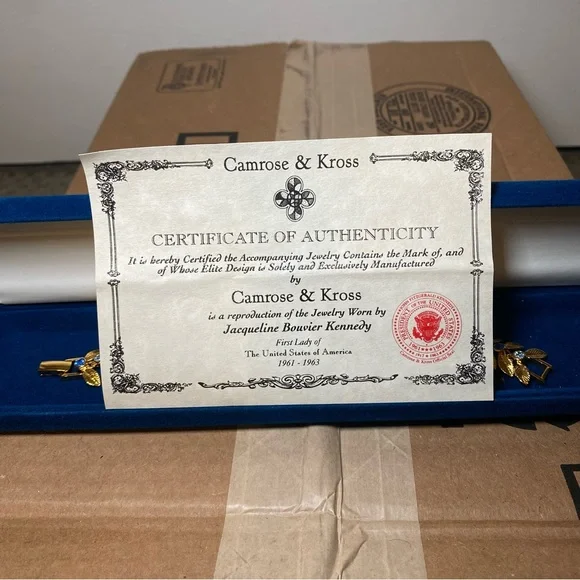 Camrose & Kross
CERTIFICATE OF AUTHENTICITY
It is hereby Certified the Accompanying Jewelry Contains the Mark of, and
of Whose Elite Design is Solely and Exclusively Manufactured
by
Camrose & Kross
is a reproduction of the Jewelry Worn by
Jacqueline Bouvier Kennedy
First Lady of
The United States of America
1961 - 1963